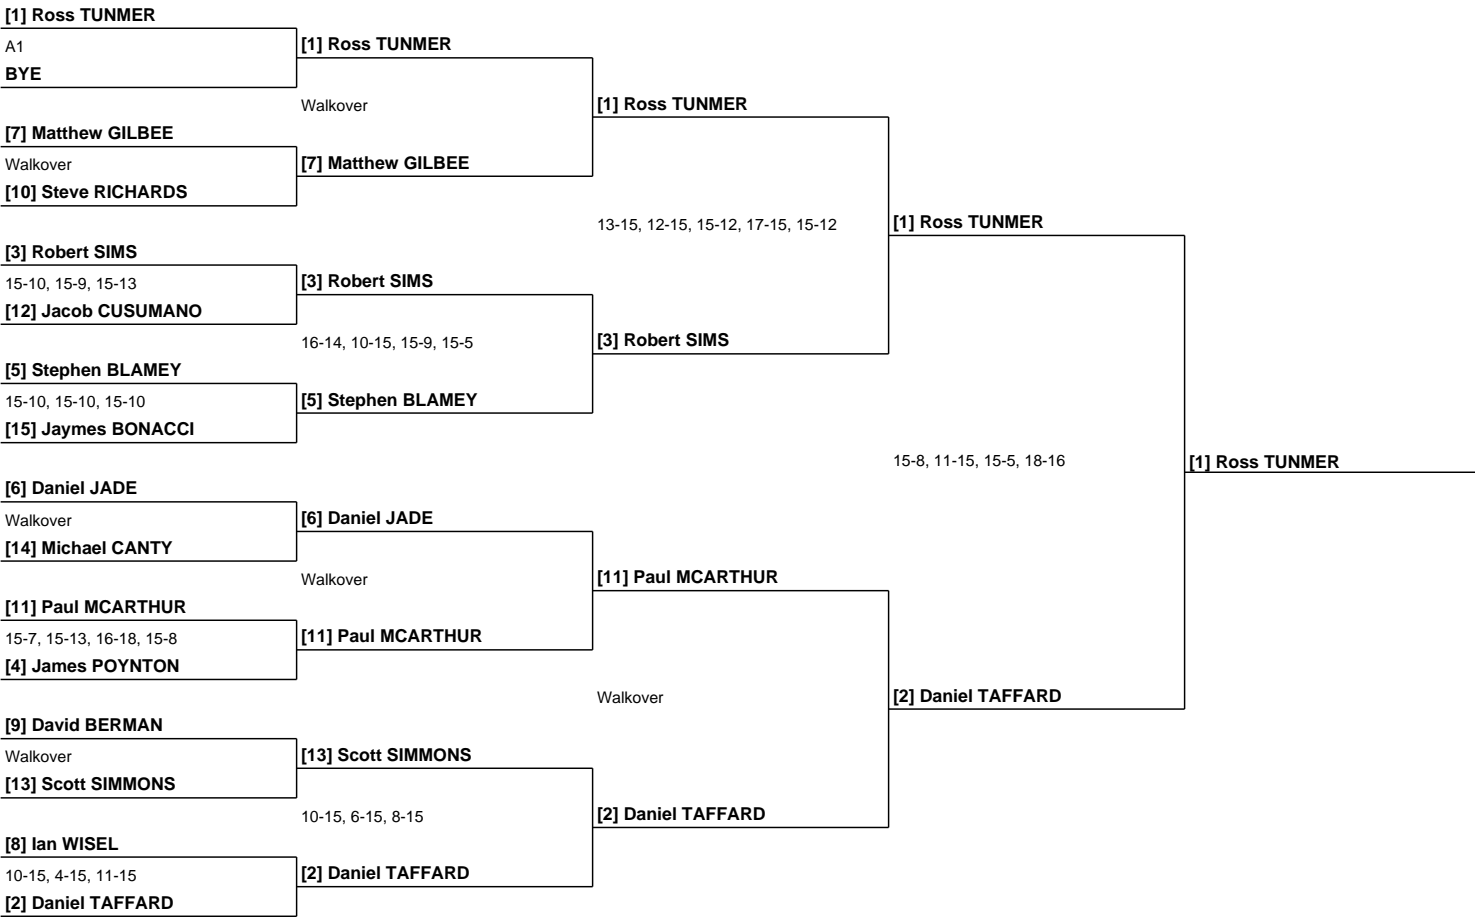 [1] Ross TUNMER
A1
BYE
[7] Matthew GILBEE
Walkover
[10] Steve RICHARDS
[3] Robert SIMS
15-10, 15-9, 15-13
[12] Jacob CUSUMANO
[5] Stephen BLAMEY
15-10, 15-10, 15-10
[15] Jaymes BONACCI
[6] Daniel JADE
Walkover
[14] Michael CANTY
[11] Paul MCARTHUR
15-7, 15-13, 16-18, 15-8
[4] James POYNTON
[9] David BERMAN
Walkover
[13] Scott SIMMONS
[8] Ian WISEL
10-15, 4-15, 11-15
[2] Daniel TAFFARD
[1] Ross TUNMER
Walkover
[7] Matthew GILBEE
[3] Robert SIMS
16-14, 10-15, 15-9, 15-5
[5] Stephen BLAMEY
[6] Daniel JADE
Walkover
[11] Paul MCARTHUR
[13] Scott SIMMONS
10-15, 6-15, 8-15
[2] Daniel TAFFARD
[1] Ross TUNMER
13-15, 12-15, 15-12, 17-15, 15-12
[3] Robert SIMS
[11] Paul MCARTHUR
Walkover
[2] Daniel TAFFARD
[1] Ross TUNMER
15-8, 11-15, 15-5, 18-16
[2] Daniel TAFFARD
[1] Ross TUNMER